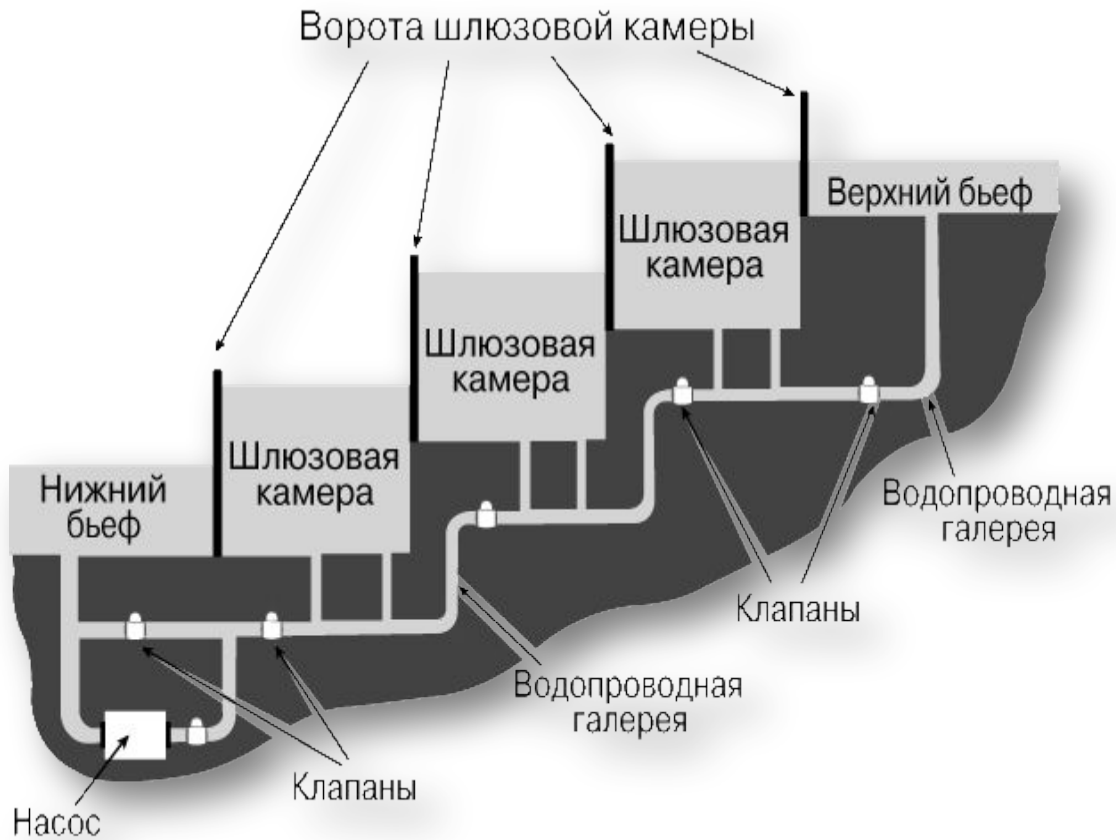 Ворота шлюзовой камеры
Верхний бьеф
Шлюзовая
камера
Шлюзовая
камера
Шлюзовая
камера
Нижний
бьеф
Водопроводная
галерея
Клапаны
Водопроводная
галерея
Клапаны
Насос